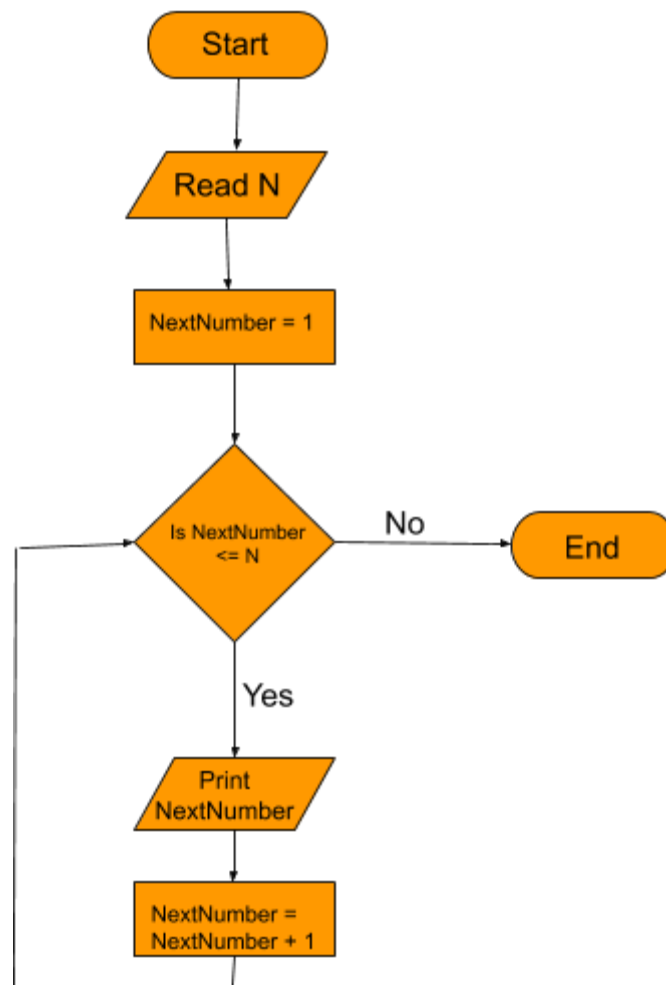 Start
Read N
NextNumber = 1
Is NextNumber
<= N
No
End
Yes
Print
NextNumber
NextNumber =
NextNumber + 1